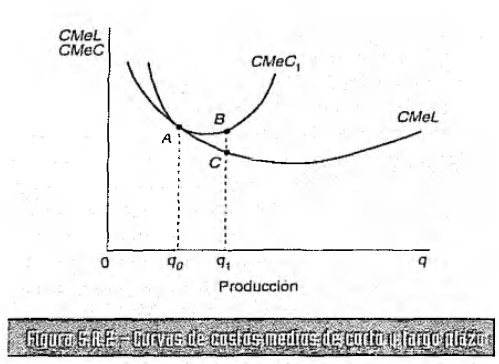 CMeL
CMeC
CMeC₁
CMeL
B
A
C
0
q₀
q₁
q
Producción
Figura 5.A.2 - Curvas de costos medios de corto y largo plazo